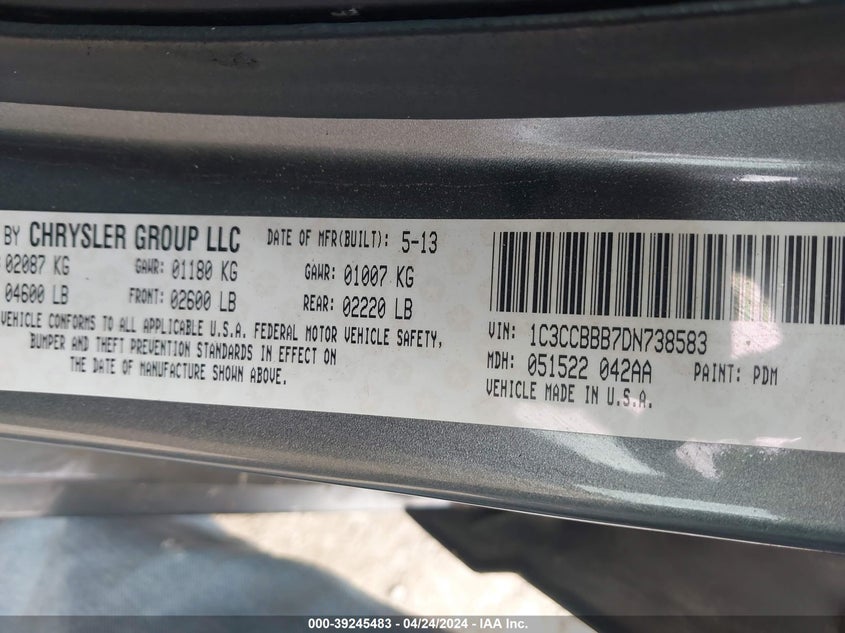 BY CHRYSLER GROUP LLC DATE OF MFR(BUILT): 5-13
02087 KG GAWR: 01180 KG GAWR: 01007 KG
04600 LB FRONT: 02600 LB REAR: 02220 LB
VEHICLE CONFORMS TO ALL APPLICABLE U.S.A. FEDERAL MOTOR VEHICLE SAFETY,
BUMPER AND THEFT PREVENTION STANDARDS IN EFFECT ON
THE DATE OF MANUFACTURE SHOWN ABOVE.
VIN: 1C3CCBBB7DN738583
MDH: 051522 042AA PAINT: PDM
VEHICLE MADE IN U.S.A.
000-39245483 - 04/24/2024 - IAA Inc.